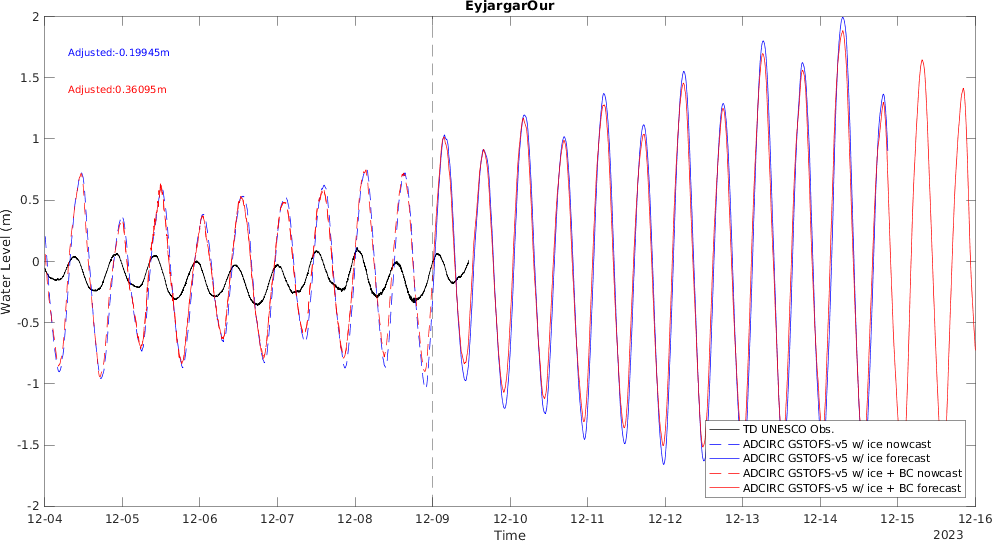 EyjargarOur
Adjusted:-0.19945m
Adjusted:0.36095m
Water Level (m)
2
1.5
1
0.5
0
-0.5
-1
-1.5
-2
TD UNESCO Obs.
ADCIRC GSTOFS-v5 w/ ice nowcast
ADCIRC GSTOFS-v5 w/ ice forecast
ADCIRC GSTOFS-v5 w/ ice + BC nowcast
ADCIRC GSTOFS-v5 w/ ice + BC forecast
12-04 12-05 12-06 12-07 12-08 12-09 12-10 12-11 12-12 12-13 12-14 12-15 12-16
Time
2023